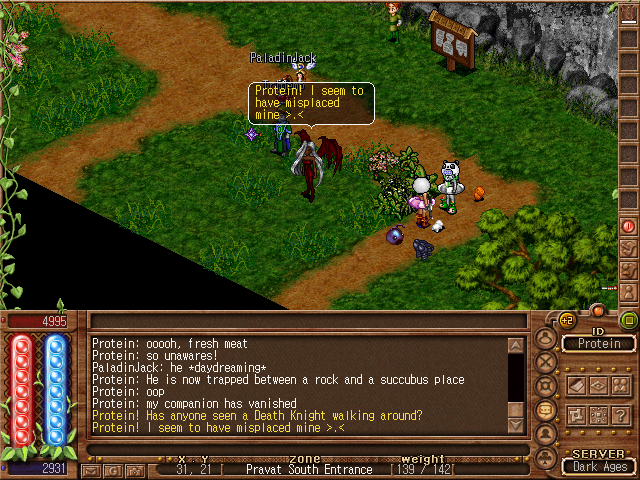 PaladinJack
Protein! I seem to
have misplaced
mine >.<
4995
Protein: ooooh, fresh meat
Protein: so unawares!
PaladinJack: he *daydreaming*
Protein: He is now trapped between a rock and a succubus place
Protein: oop
Protein: my companion has vanished
Protein! Has anyone seen a Death Knight walking around?
Protein! I seem to have misplaced mine >.<
+2
ID
Protein
SERVER
Dark Ages
2931
x y zone weight
31, 21 [ Pravat South Entrance [139 / 142[